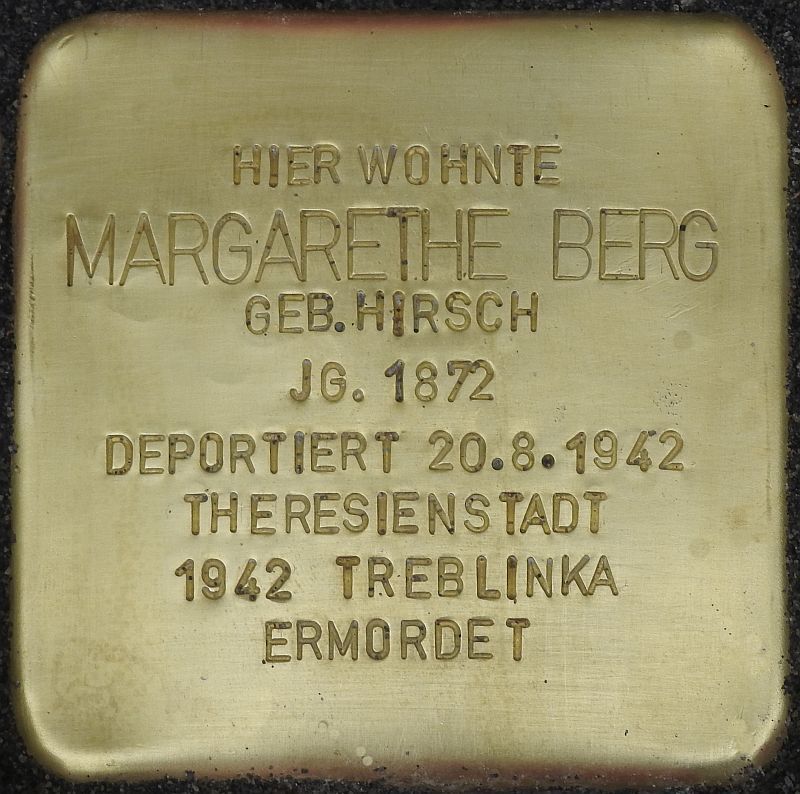 HIER WOHNTE
MARGARETHE BERG
GEB. HIRSCH
JG. 1872
DEPORTIERT 20.8.1942
THERESIENSTADT
1942 TREBLINKA
ERMORDET